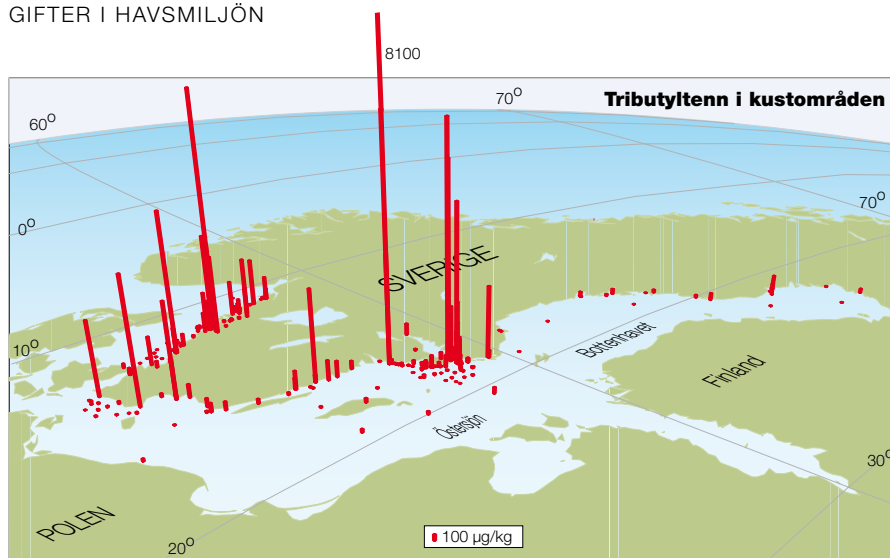 GIFTER I HAVSMILJÖN
8100
70°
Tributyltenn i kustområden
60°
70°
0°
SVERIGE
Bottenhavet
10°
Finland
Östersjön
30°
POLEN
20°
100 µg/kg